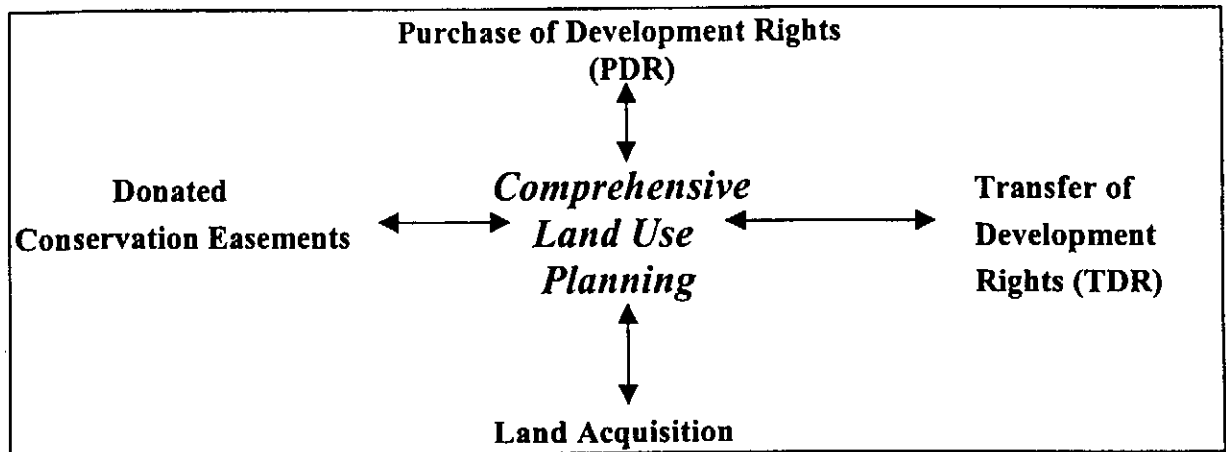 Purchase of Development Rights
(PDR)
Donated
Conservation Easements
Comprehensive
Land Use
Planning
Transfer of
Development
Rights (TDR)
Land Acquisition